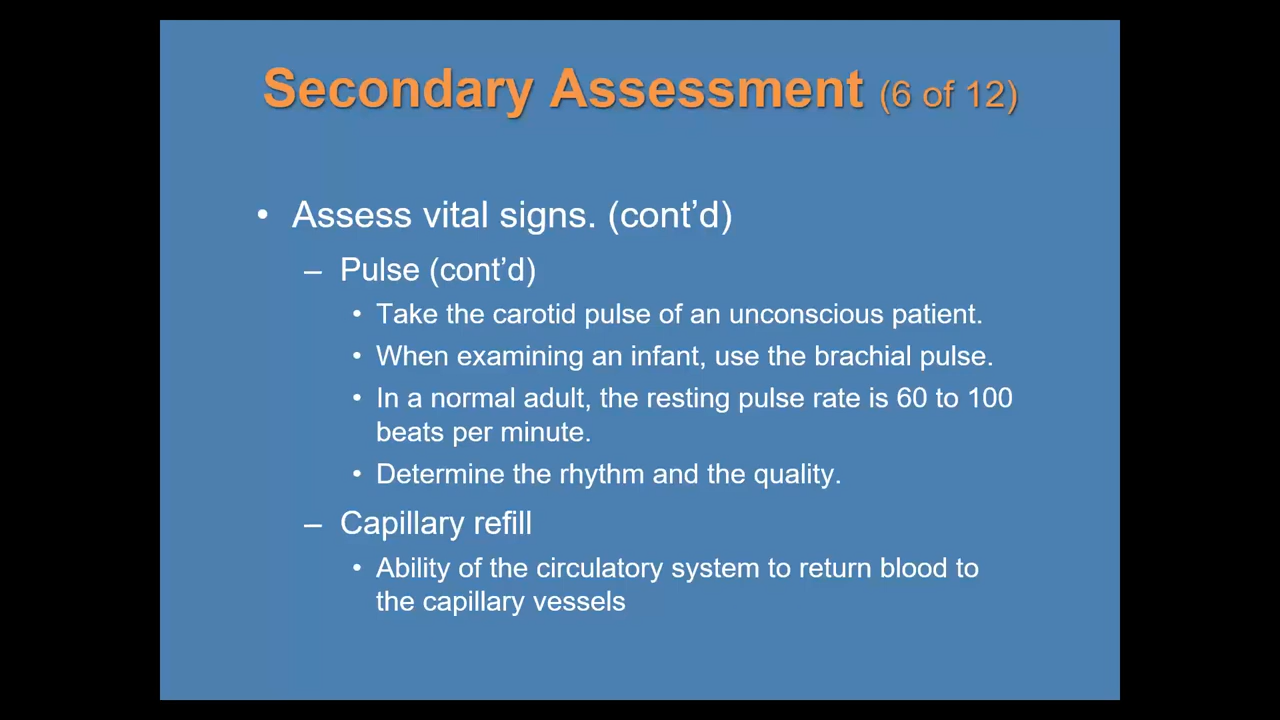 Secondary Assessment (6 of 12)
• Assess vital signs. (cont’d)
– Pulse (cont’d)
• Take the carotid pulse of an unconscious patient.
• When examining an infant, use the brachial pulse.
• In a normal adult, the resting pulse rate is 60 to 100
beats per minute.
• Determine the rhythm and the quality.
– Capillary refill
• Ability of the circulatory system to return blood to
the capillary vessels